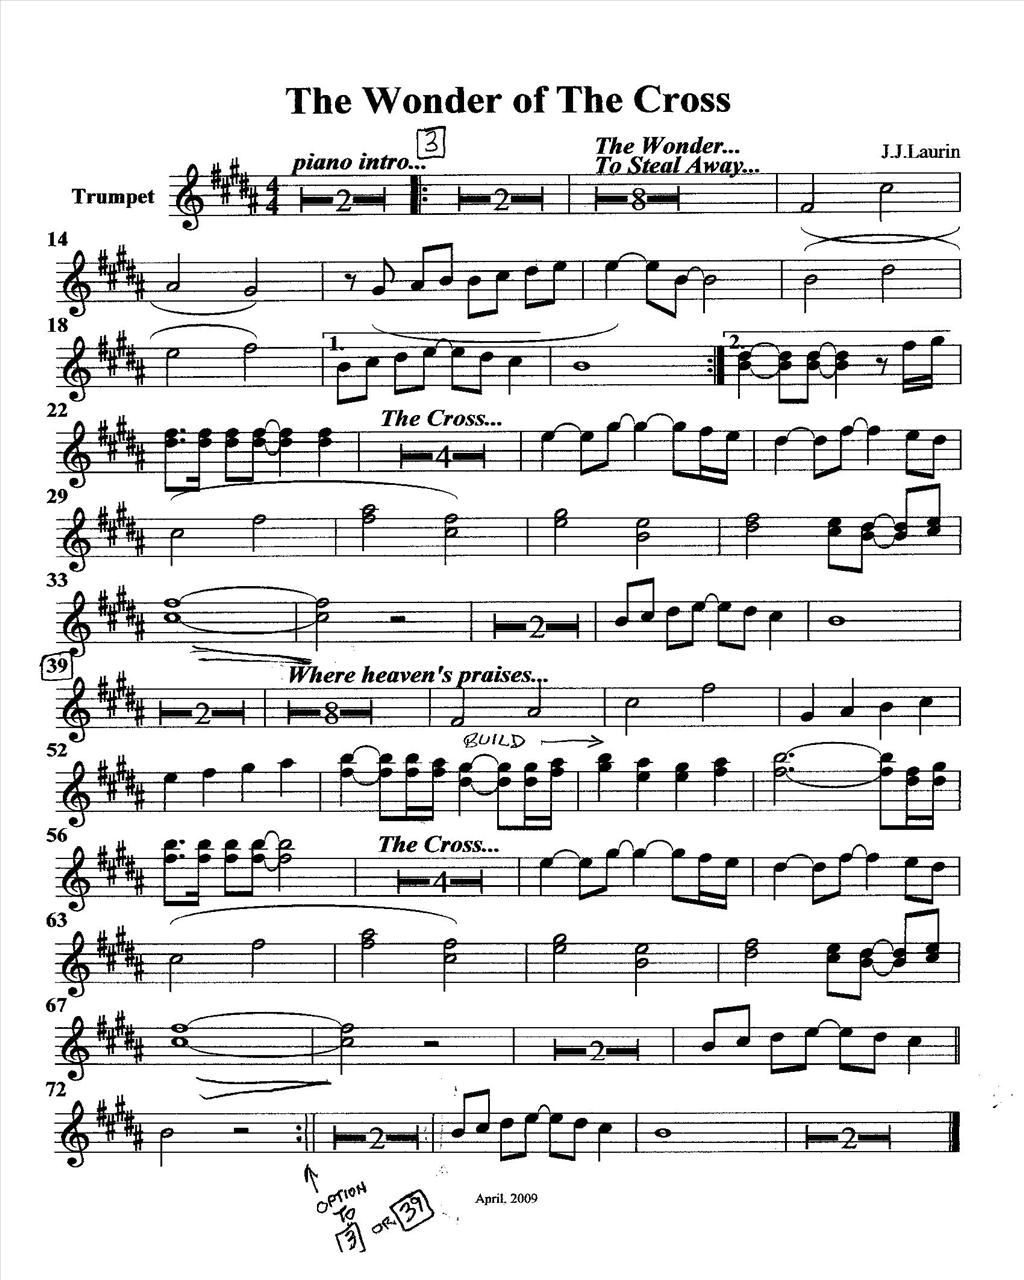 The Wonder of The Cross
3
piano intro...
The Wonder...
To Steal Away...
J.J.Laurin
Trumpet
4
4
2
2
8
14
18
1.
2.
22
The Cross...
4
29
33
2
39
Where heaven's praises...
2
8
BUILD
52
56
The Cross...
4
63
67
2
72
2
2
OPTION
TO
3 OR 39
April, 2009